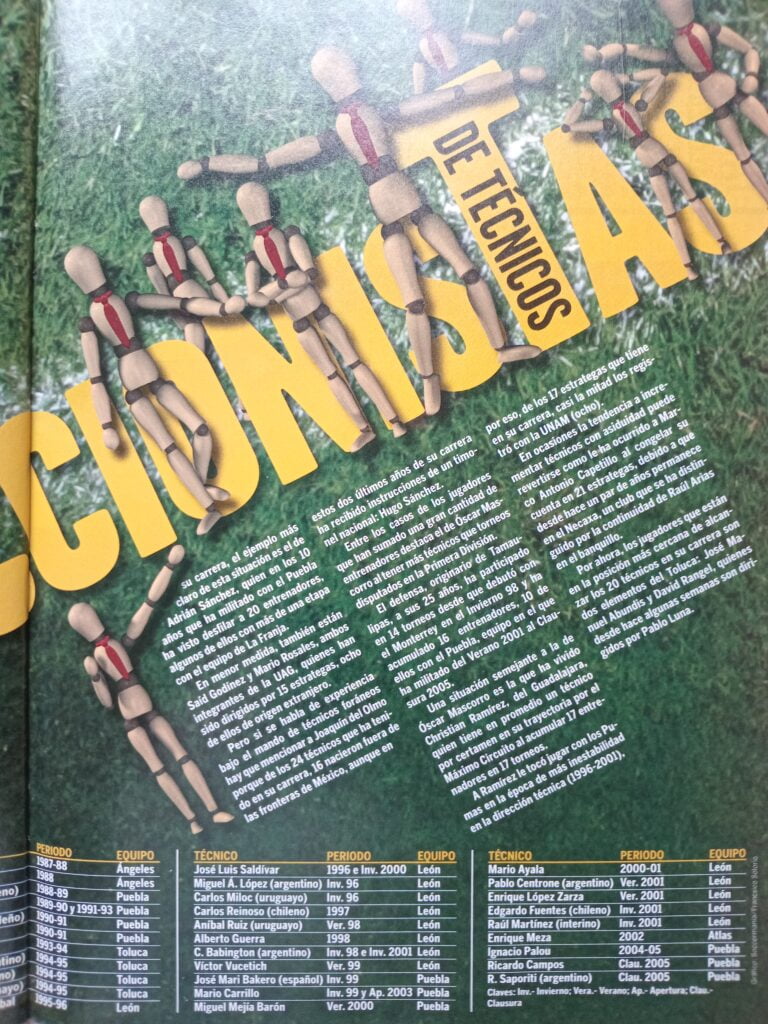 CIONISTAS
DE TÉCNICOS
su carrera, el ejemplo más
claro de esta situación es el de
Adrián Sánchez, quien en los 10
años que ha militado con el Puebla
ha visto desfilar a 20 entrenadores,
algunos de ellos con más de una etapa
con el equipo de La Franja.
En menor medida, también están
Said Godínez y Mario Rosales, ambos
integrantes de la UAG, quienes han
sido dirigidos por 15 estrategas, ocho
de ellos de origen extranjero.
Pero si se habla de experiencia
bajo el mando de técnicos foráneos
hay que mencionar a Joaquín del Olmo
porque de los 24 técnicos que ha teni-
do en su carrera, 16 nacieron fuera de
las fronteras de México, aunque en
estos dos últimos años de su carrera
ha recibido instrucciones de un timo-
nel nacional: Hugo Sánchez.
Entre los casos de los jugadores
que han sumado una gran cantidad de
entrenadores destaca el de Óscar Mas-
corro al tener más técnicos que torneos
disputados en la Primera División.
El defensa, originario de Tamau-
lipas, a sus 25 años, ha participado
en 14 torneos desde que debutó con
el Monterrey en el Invierno 98 y ha
acumulado 16 entrenadores, 10 de
ellos con el Puebla, equipo en el que
ha militado del Verano 2001 al Clau-
sura 2005.
Una situación semejante a la de
Óscar Mascorro es la que ha vivido
Christian Ramírez, del Guadalajara,
quien tiene en promedio un técnico
por certamen en su trayectoria por el
Máximo Circuito al acumular 17 entre-
nadores en 17 torneos.
A Ramírez le tocó jugar con los Pu-
mas en la época de más inestabilidad
en la dirección técnica (1996-2001),
por eso, de los 17 estrategas que tiene
en su carrera, casi la mitad los regis-
tró con la UNAM (ocho).
En ocasiones la tendencia a incre-
mentar técnicos con asiduidad puede
revertirse como le ha ocurrido a Mar-
co Antonio Capetillo al congelar su
cuenta en 21 estrategas, debido a que
desde hace un par de años permanece
en el Necaxa, un club que se ha distin-
guido por la continuidad de Raúl Arias
en el banquillo.
Por ahora, los jugadores que están
en la posición más cercana de alcan-
zar los 20 técnicos en su carrera son
dos elementos del Toluca: José Ma-
nuel Abundis y David Rangel, quienes
desde hace algunas semanas son diri-
gidos por Pablo Luna.
PERIODO EQUIPO
1987-88 Ángeles
1988 Ángeles
1988-89 Puebla
1989-90 y 1991-93 Puebla
1990-91 Puebla
1990-91 Puebla
1993-94 Toluca
1994-95 Toluca
1994-95 Toluca
1994-95 Toluca
1995-96 León
TÉCNICO PERIODO EQUIPO
José Luis Saldívar 1996 e Inv. 2000 León
Miguel Á. López (argentino) Inv. 96 León
Carlos Miloc (uruguayo) Inv. 96 León
Carlos Reinoso (chileno) 1997 León
Aníbal Ruiz (uruguayo) Ver. 98 León
Alberto Guerra 1998 León
C. Babington (argentino) Inv. 98 e Inv. 2001 León
Víctor Vucetich Ver. 99 León
José Mari Bakero (español) Inv. 99 Puebla
Mario Carrillo Inv. 99 y Ap. 2003 Puebla
Miguel Mejía Barón Ver. 2000 Puebla
TÉCNICO PERIODO EQUIPO
Mario Ayala 2000-01 León
Pablo Centrone (argentino) Ver. 2001 León
Enrique López Zarza Ver. 2001 León
Edgardo Fuentes (chileno) Inv. 2001 León
Raúl Martínez (interino) Inv. 2001 León
Enrique Meza 2002 Atlas
Ignacio Palou 2004-05 Puebla
Ricardo Campos Clau. 2005 Puebla
R. Saporiti (argentino) Clau. 2005 Puebla
Claves: Inv.- Invierno; Vera.- Verano; Ap.- Apertura; Clau.-
Clausura